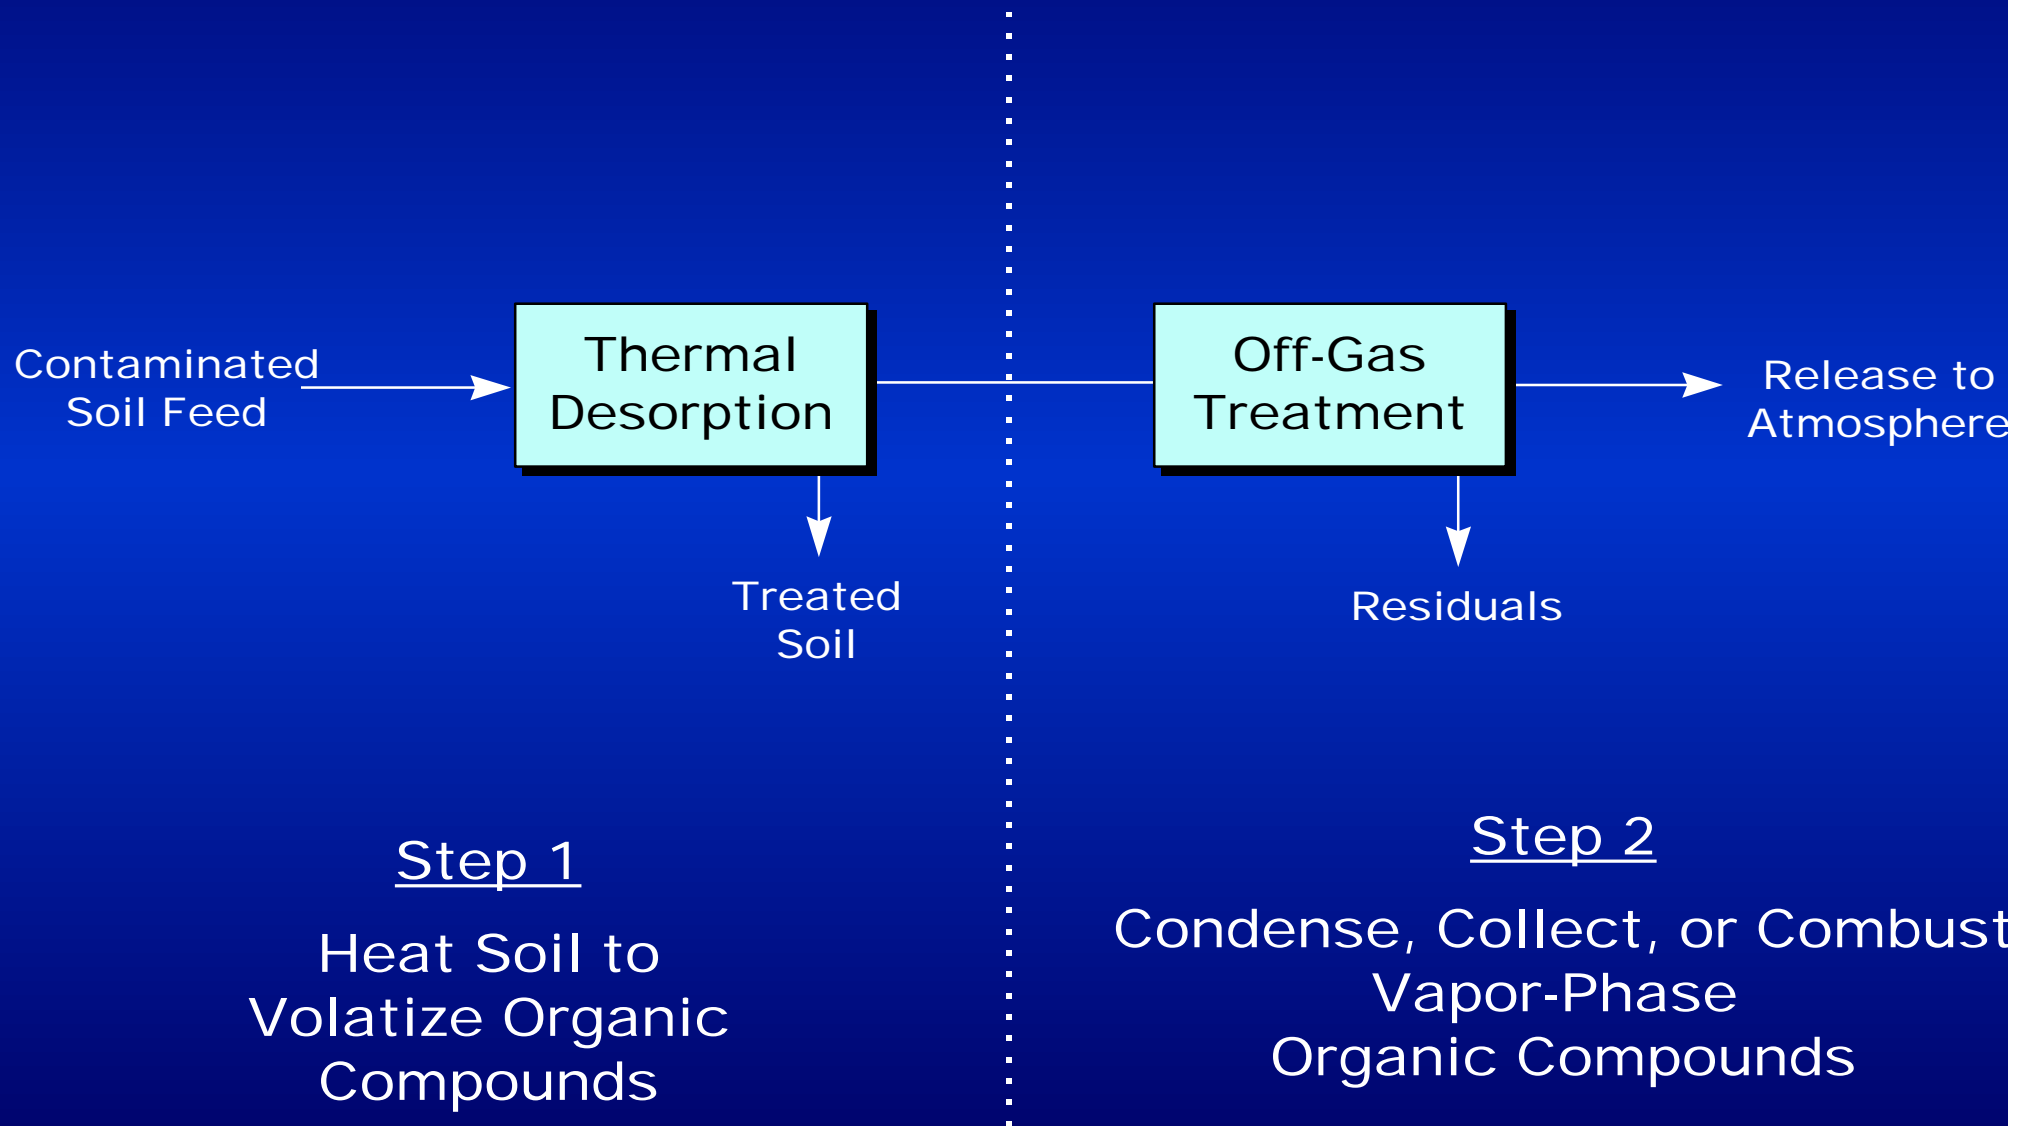 Contaminated
Soil Feed
Thermal
Desorption
Treated
Soil
Off-Gas
Treatment
Residuals
Release to
Atmosphere
Step 1
Heat Soil to
Volatize Organic
Compounds
Step 2
Condense, Collect, or Combust
Vapor-Phase
Organic Compounds